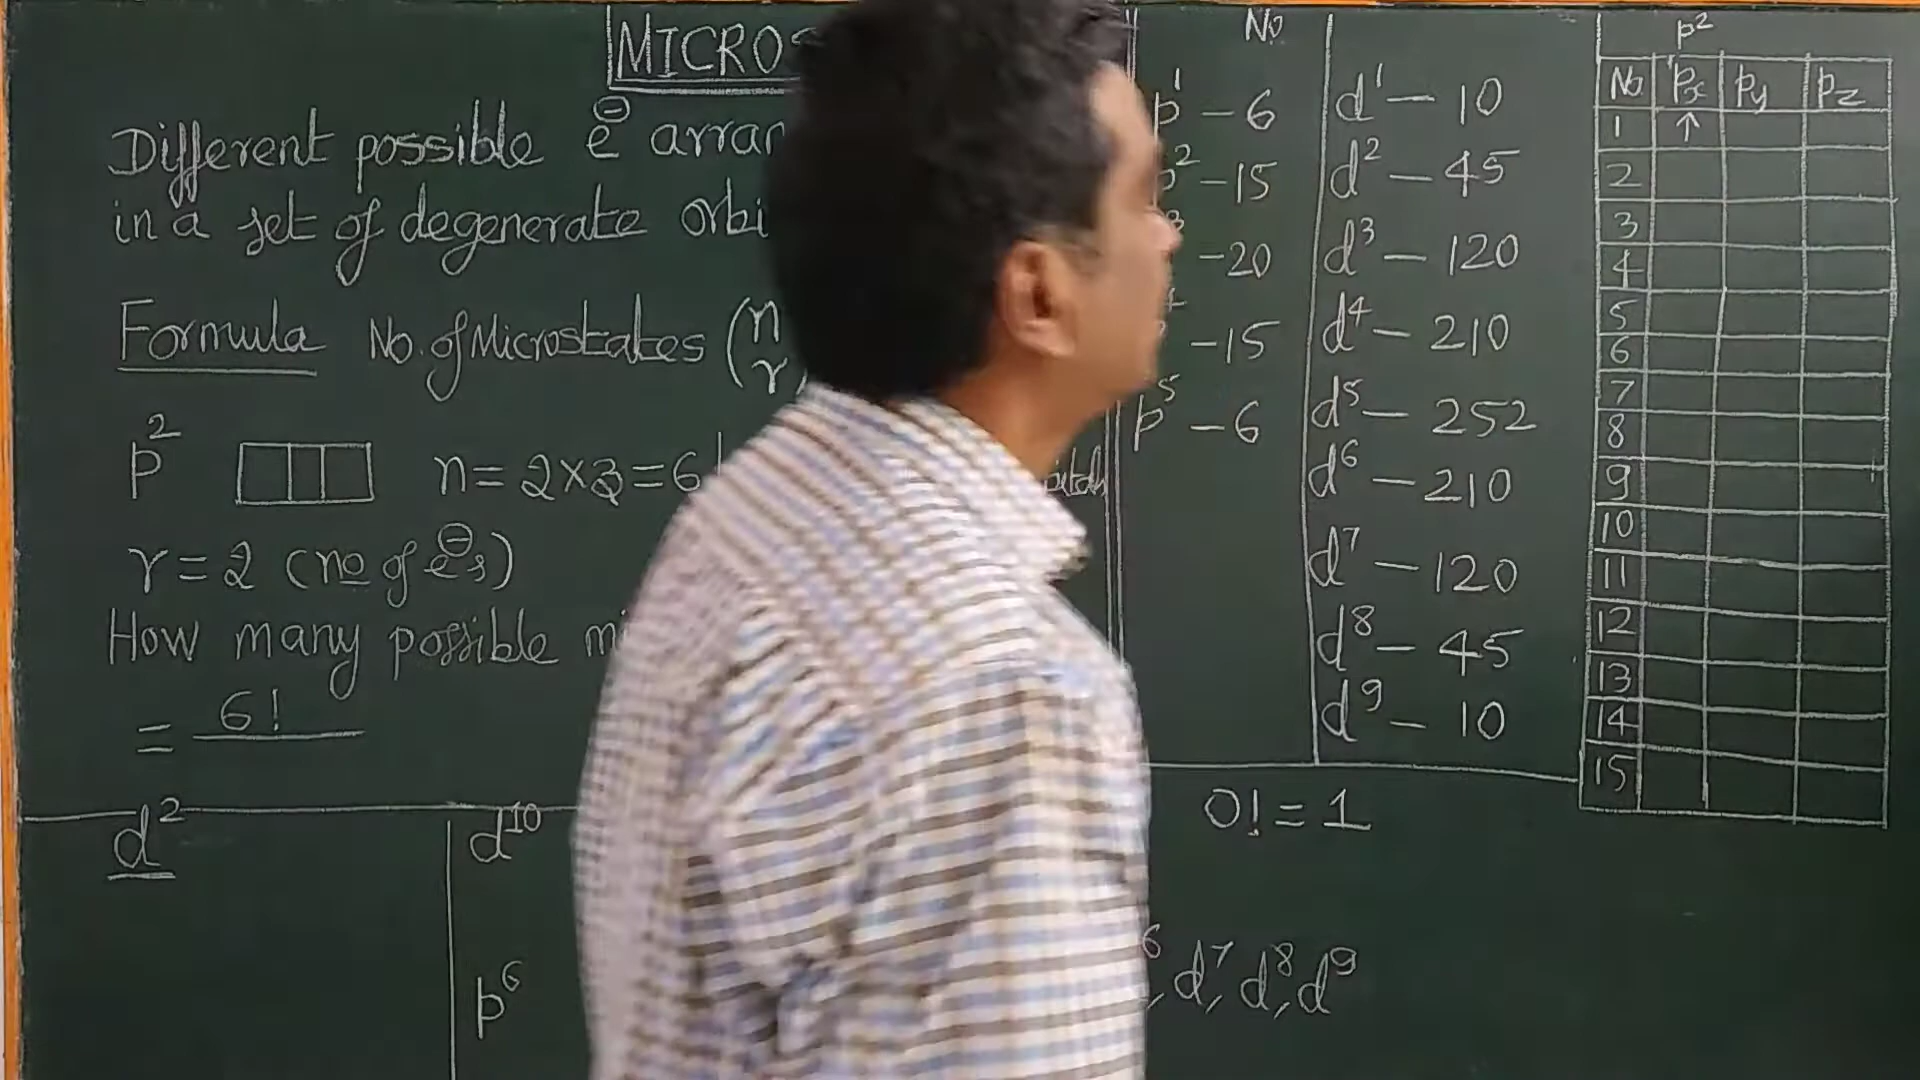 MICROS
Different possible e⊖ arran
in a set of degenerate orbi
Formula No. of Microstates (n
r
p²
n = 2×3 = 6
r = 2 (no of e⊖s)
How many possible mi
= 6!
d²
d¹⁰
p⁶
No
p¹ – 6
p² – 15
3 – 20
– 15
p⁵ – 6
d¹ – 10
d² – 45
d³ – 120
d⁴ – 210
d⁵ – 252
d⁶ – 210
d⁷ – 120
d⁸ – 45
d⁹ – 10
0! = 1
6, d⁷, d⁸, d⁹
p²
No Px Py Pz
1 ↑
2
3
4
5
6
7
8
9
10
11
12
13
14
15